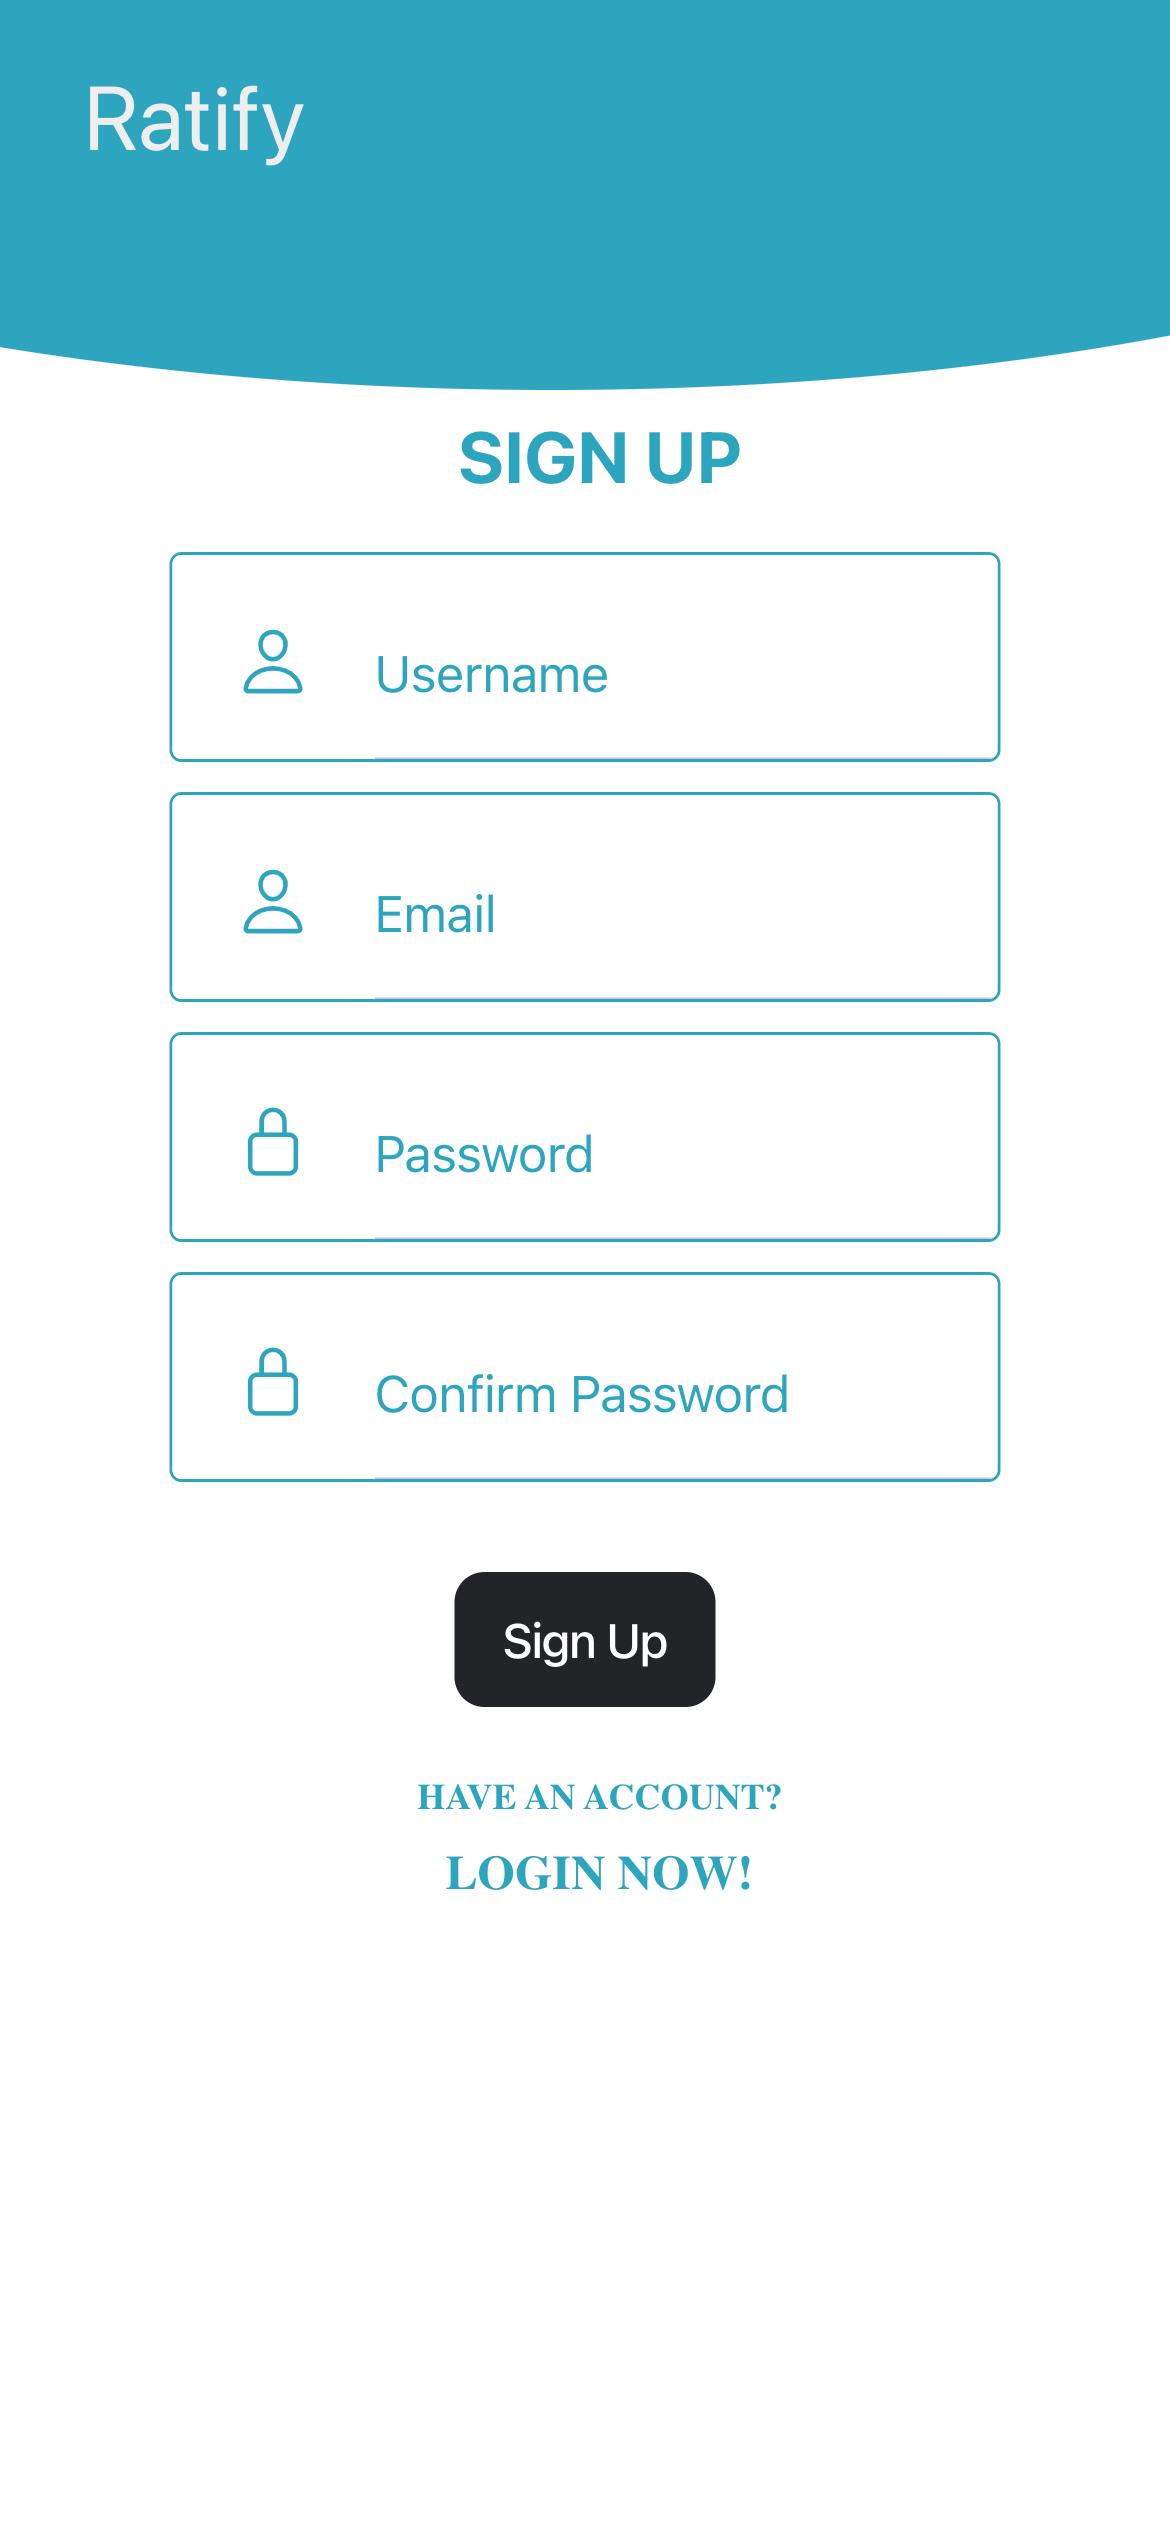 Ratify
SIGN UP
Username
Email
Password
Confirm Password
Sign Up
HAVE AN ACCOUNT?
LOGIN NOW!